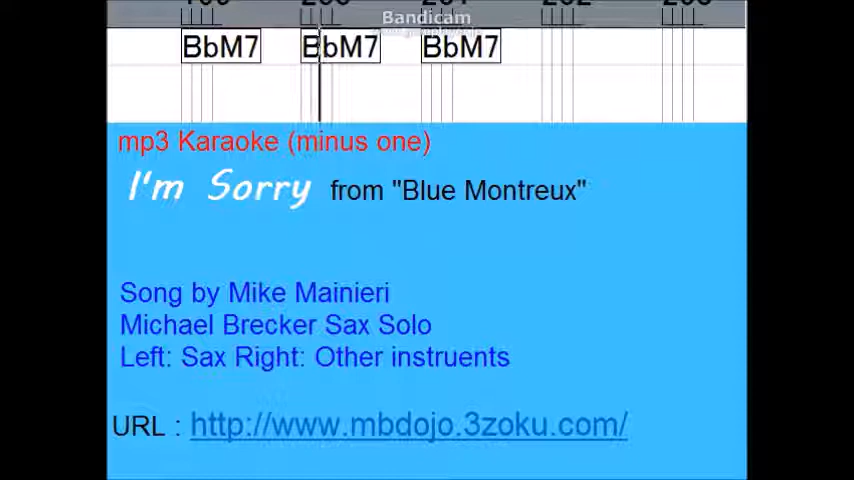 Bandicam
BbM7 BbM7 BbM7
mp3 Karaoke (minus one)
I'm Sorry from "Blue Montreux"
Song by Mike Mainieri
Michael Brecker Sax Solo
Left: Sax Right: Other instruents
URL : http://www.mbdojo.3zoku.com/